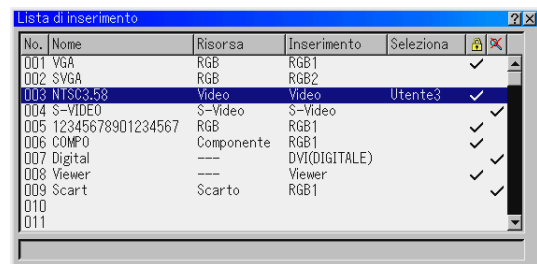 Lista di inserimento
No. Nome Risorsa Inserimento Seleziona
001 VGA RGB RGB1
002 SVGA RGB RGB2
003 NTSC3.58 Video Video Utente3
004 S-VIDEO S-Video S-Video
005 12345678901234567 RGB RGB1
006 COMPO Componente RGB1
007 Digital --- DVI(DIGITALE)
008 Viewer --- Viewer
009 Scart Scarto RGB1
010
011